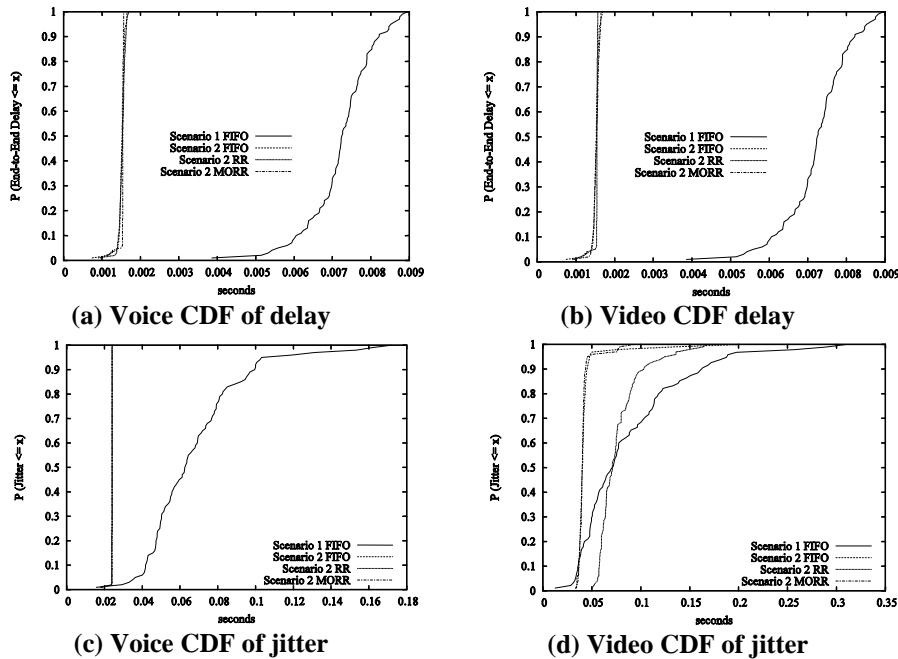 P (End-to-End Delay <= x)
1
0.9
0.8
0.7
0.6
0.5
0.4
0.3
0.2
0.1
0
Scenario 1 FIFO
Scenario 2 FIFO
Scenario 2 RR
Scenario 2 MORR
0 0.001 0.002 0.003 0.004 0.005 0.006 0.007 0.008 0.009
seconds
(a) Voice CDF of delay
P (End-to-End Delay <= x)
1
0.9
0.8
0.7
0.6
0.5
0.4
0.3
0.2
0.1
0
Scenario 1 FIFO
Scenario 2 FIFO
Scenario 2 RR
Scenario 2 MORR
0 0.001 0.002 0.003 0.004 0.005 0.006 0.007 0.008 0.009
seconds
(b) Video CDF delay
P (Jitter <= x)
1
0.9
0.8
0.7
0.6
0.5
0.4
0.3
0.2
0.1
0
Scenario 1 FIFO
Scenario 2 FIFO
Scenario 2 RR
Scenario 2 MORR
0 0.02 0.04 0.06 0.08 0.1 0.12 0.14 0.16 0.18
seconds
(c) Voice CDF of jitter
P (Jitter <= x)
1
0.9
0.8
0.7
0.6
0.5
0.4
0.3
0.2
0.1
0
Scenario 1 FIFO
Scenario 2 FIFO
Scenario 2 RR
Scenario 2 MORR
0 0.05 0.1 0.15 0.2 0.25 0.3 0.35
seconds
(d) Video CDF of jitter